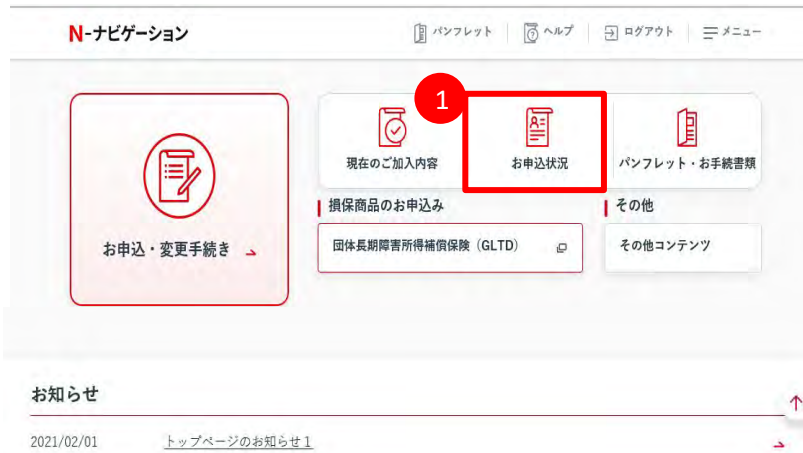 N-ナビゲーション
パンフレット
ヘルプ
ログアウト
メニュー
1
お申込・変更手続き
現在のご加入内容
お申込状況
パンフレット・お手続書類
損保商品のお申込み
団体長期障害所得補償保険（GLTD）
その他
その他コンテンツ
お知らせ
2021/02/01 トップページのお知らせ１